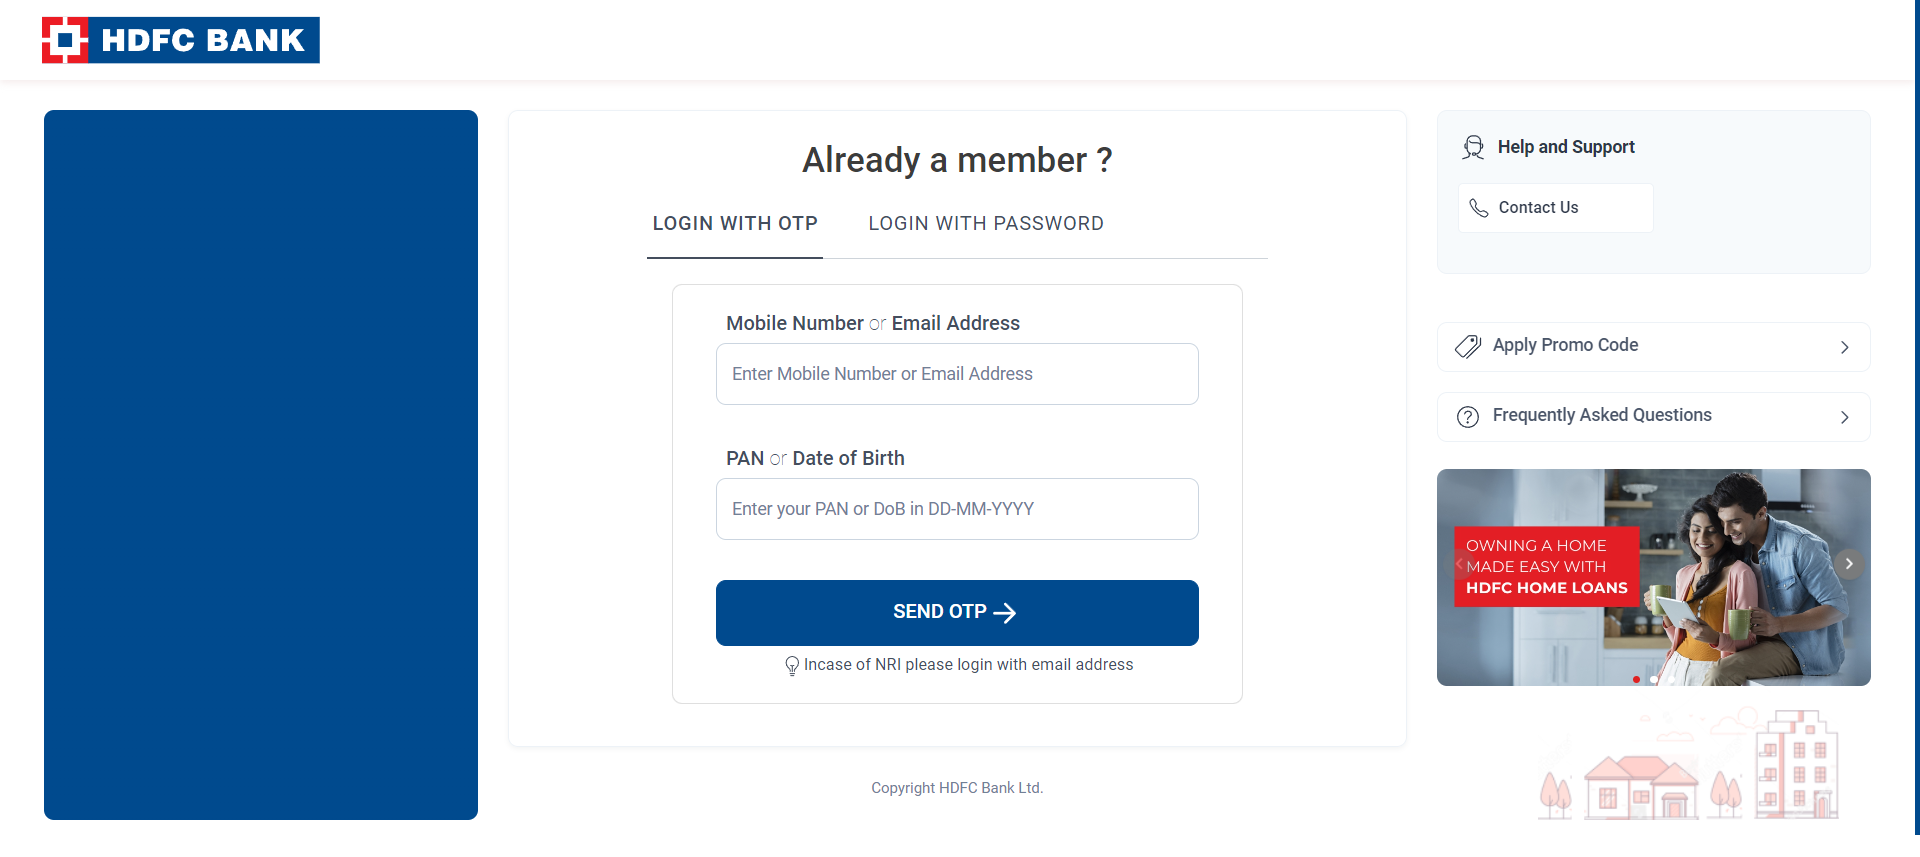 HDFC BANK
Already a member ?
LOGIN WITH OTP
LOGIN WITH PASSWORD
Mobile Number or Email Address
Enter Mobile Number or Email Address
PAN or Date of Birth
Enter your PAN or DoB in DD-MM-YYYY
SEND OTP
Incase of NRI please login with email address
Copyright HDFC Bank Ltd.
Help and Support
Contact Us
Apply Promo Code
Frequently Asked Questions
OWNING A HOME
MADE EASY WITH
HDFC HOME LOANS